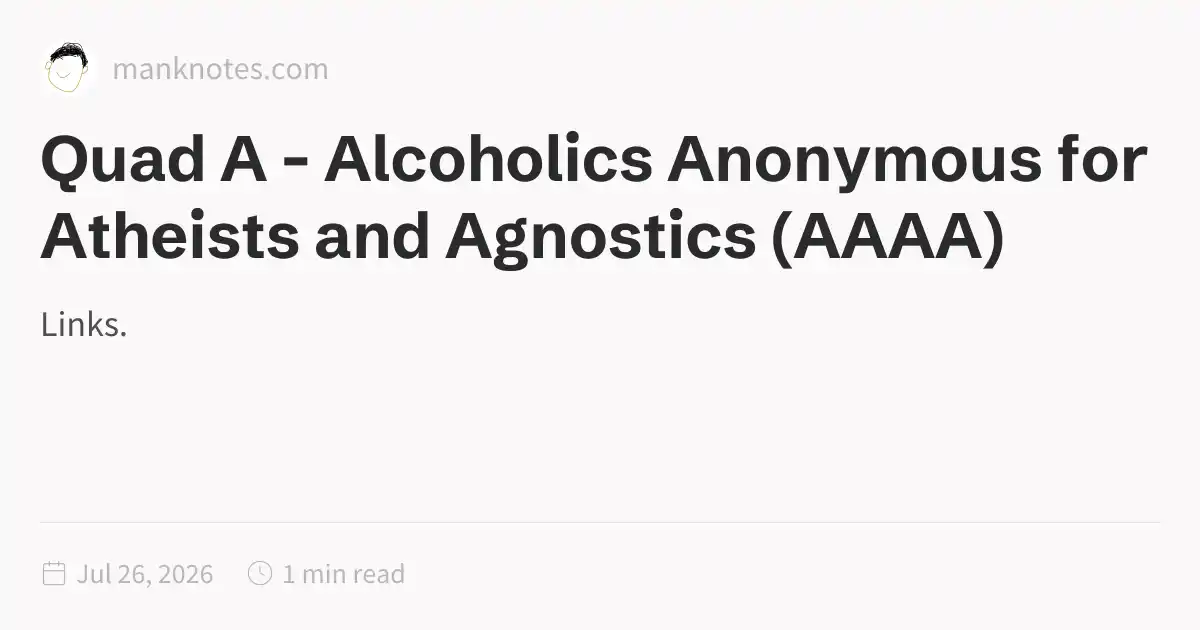 manknotes.com
Quad A - Alcoholics Anonymous for
Atheists and Agnostics (AAAA)
Links.
Jul 26, 2026 1 min read